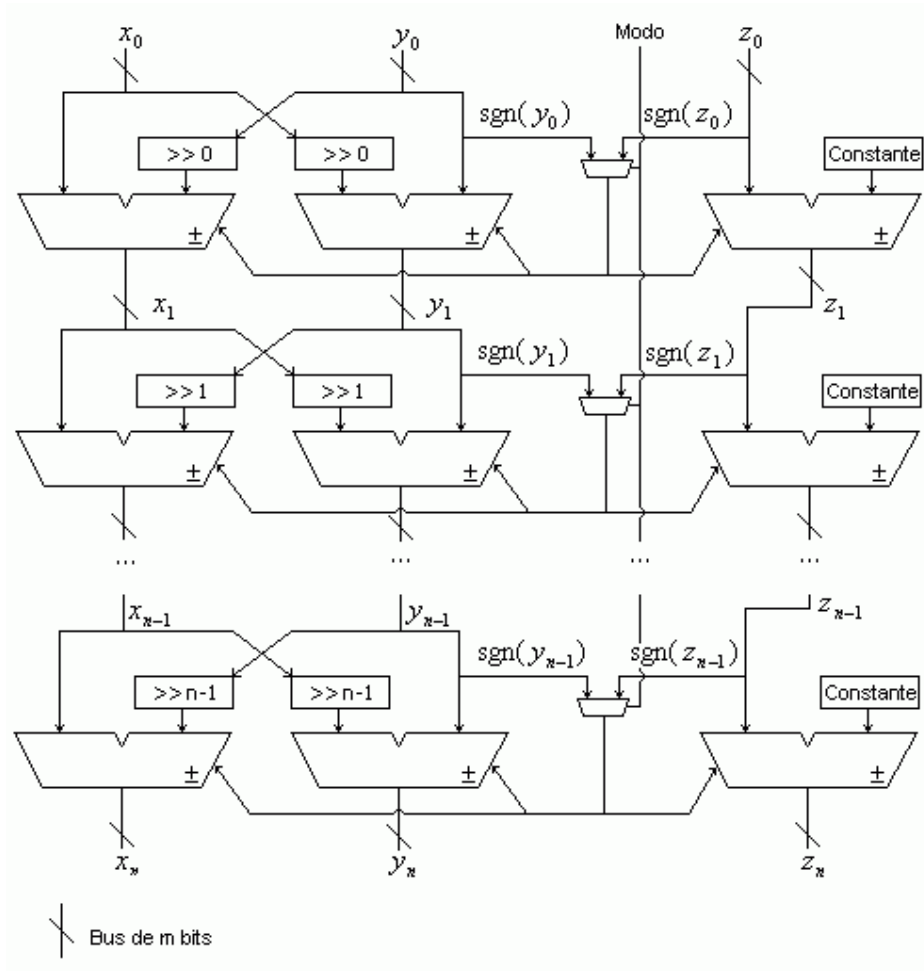 x₀ y₀ Modo z₀
sgn(y₀) sgn(z₀)
>>0 >>0 Constante
± ± ±
x₁ y₁ z₁
sgn(y₁) sgn(z₁)
>>1 >>1 Constante
± ± ±
... ... ... ...
xₙ₋₁ yₙ₋₁ zₙ₋₁
sgn(yₙ₋₁) sgn(zₙ₋₁)
>>n-1 >>n-1 Constante
± ± ±
xₙ yₙ zₙ
Bus de m bits